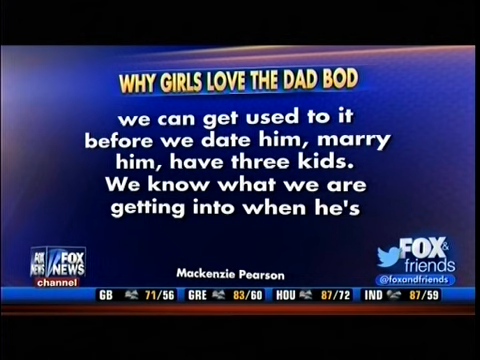 WHY GIRLS LOVE THE DAD BOD
we can get used to it
before we date him, marry
him, have three kids.
We know what we are
getting into when he's
Mackenzie Pearson
FOX NEWS
FOX NEWS
channel
FOX &
friends
@foxandfriends
GB 71/56 GRE 83/60 HOU 87/72 IND 87/59